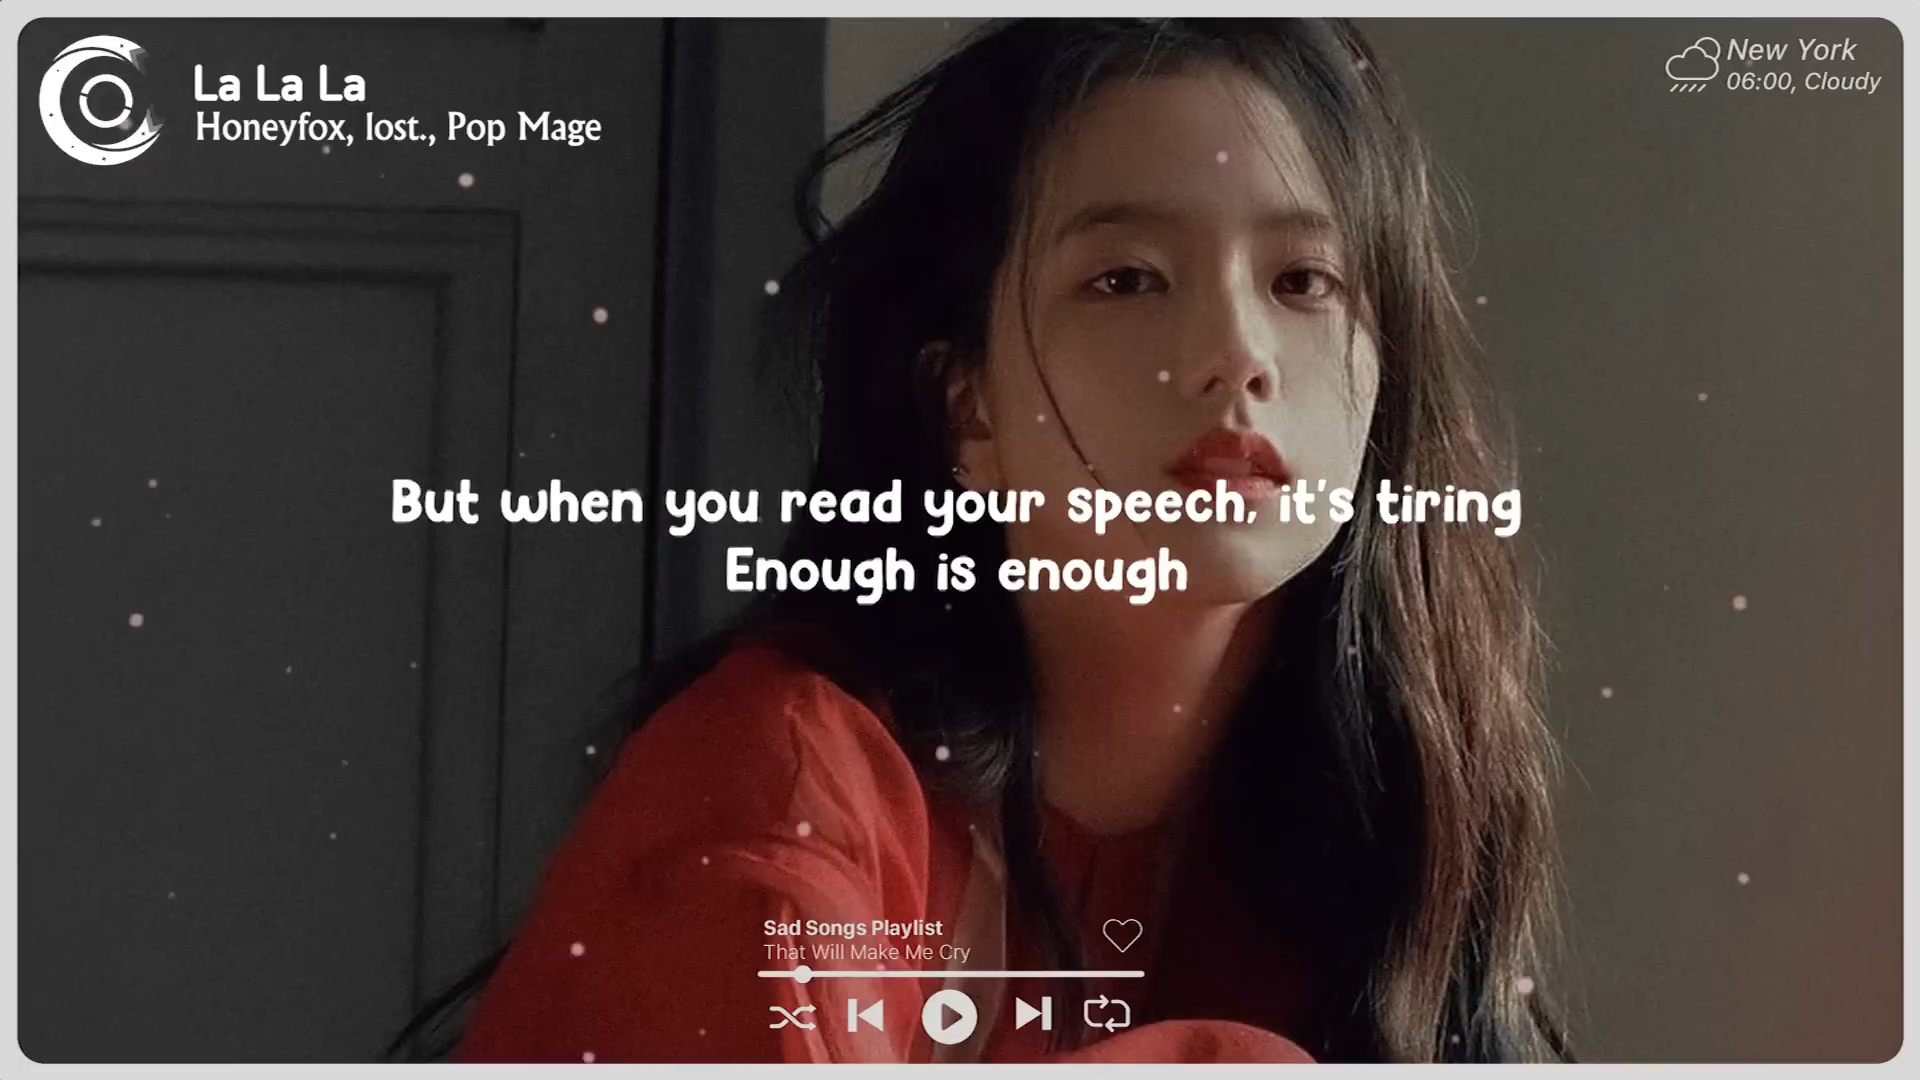 La La La
Honeyfox, lost., Pop Mage
New York
06:00, Cloudy
But when you read your speech, it's tiring
Enough is enough
Sad Songs Playlist
That Will Make Me Cry